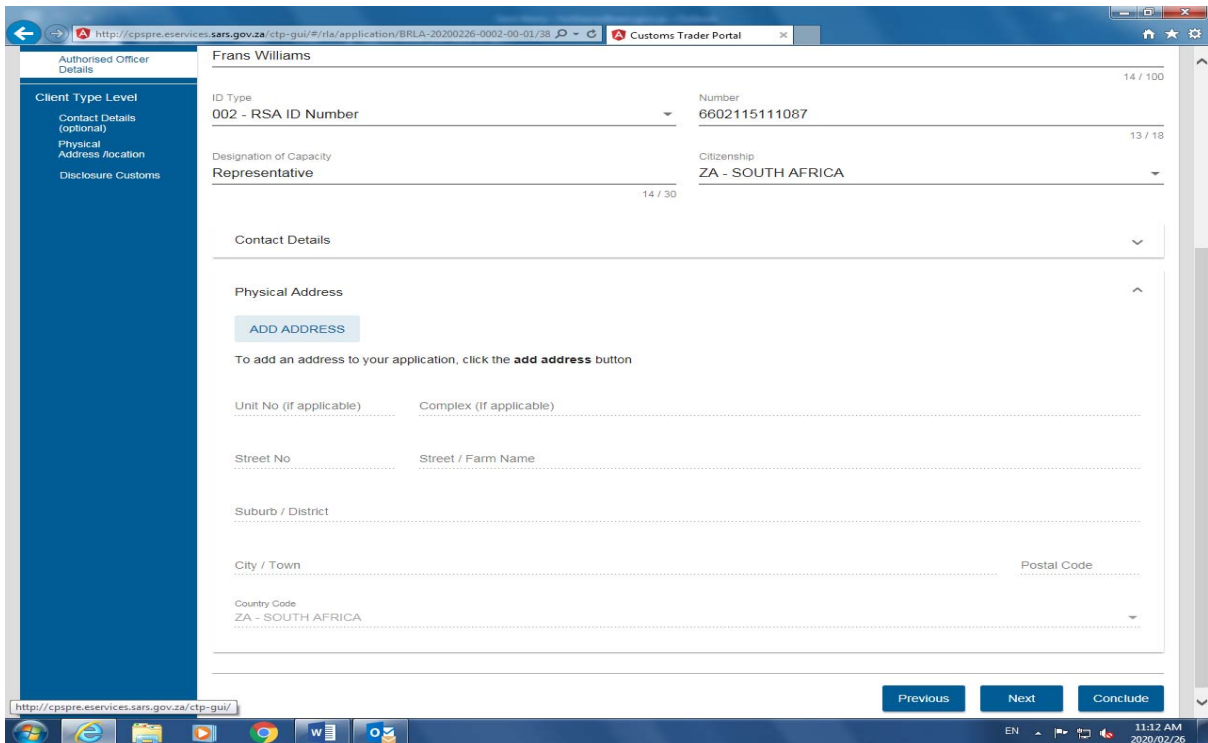 http://cpspre.eservices.sars.gov.za/ctp-gui/#/rla/application/BRLA-20200226-0002-00-01/38
Customs Trader Portal
Authorised Officer
Details
Client Type Level
Contact Details
(optional)
Physical
Address /location
Disclosure Customs
Frans Williams
14 / 100
ID Type
Number
002 - RSA ID Number
6602115111087
13 / 18
Designation of Capacity
Citizenship
Representative
ZA - SOUTH AFRICA
14 / 30
Contact Details
Physical Address
ADD ADDRESS
To add an address to your application, click the add address button
Unit No (if applicable) Complex (If applicable)
Street No Street / Farm Name
Suburb / District
City / Town Postal Code
Country Code
ZA - SOUTH AFRICA
Previous Next Conclude
http://cpspre.eservices.sars.gov.za/ctp-gui/
EN 11:12 AM
2020/02/26